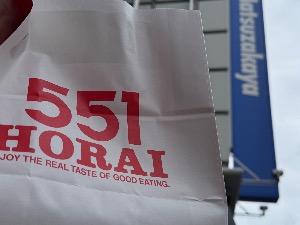 551
HORAI
JOY THE REAL TASTE OF GOOD EATING.
Matsuzakaya